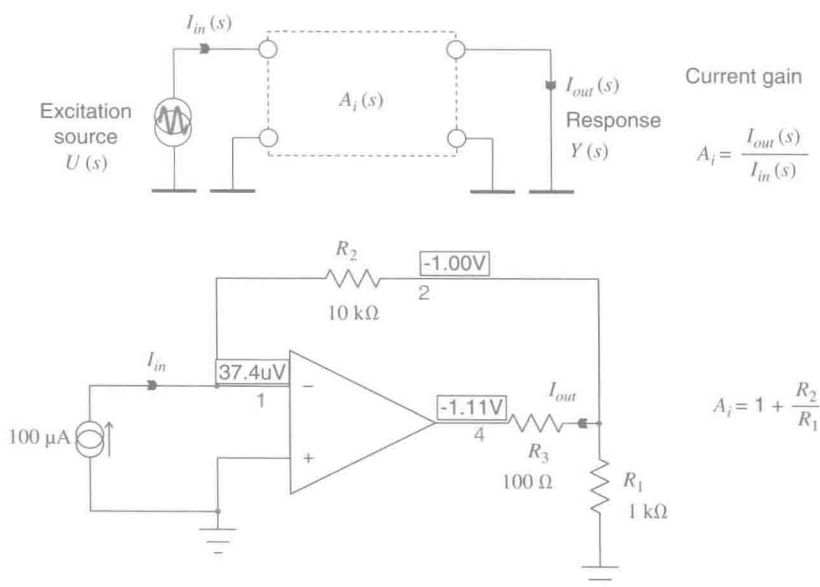 I_in (s)
Excitation
source
U (s)
A_i (s)
I_out (s)
Response
Y (s)
Current gain
A_i = I_out (s) / I_in (s)
R_2
10 kΩ
-1.00V
2
I_in
37.4uV
1
100 µA
−
+
-1.11V
4
I_out
R_3
100 Ω
R_1
1 kΩ
A_i = 1 + R_2 / R_1